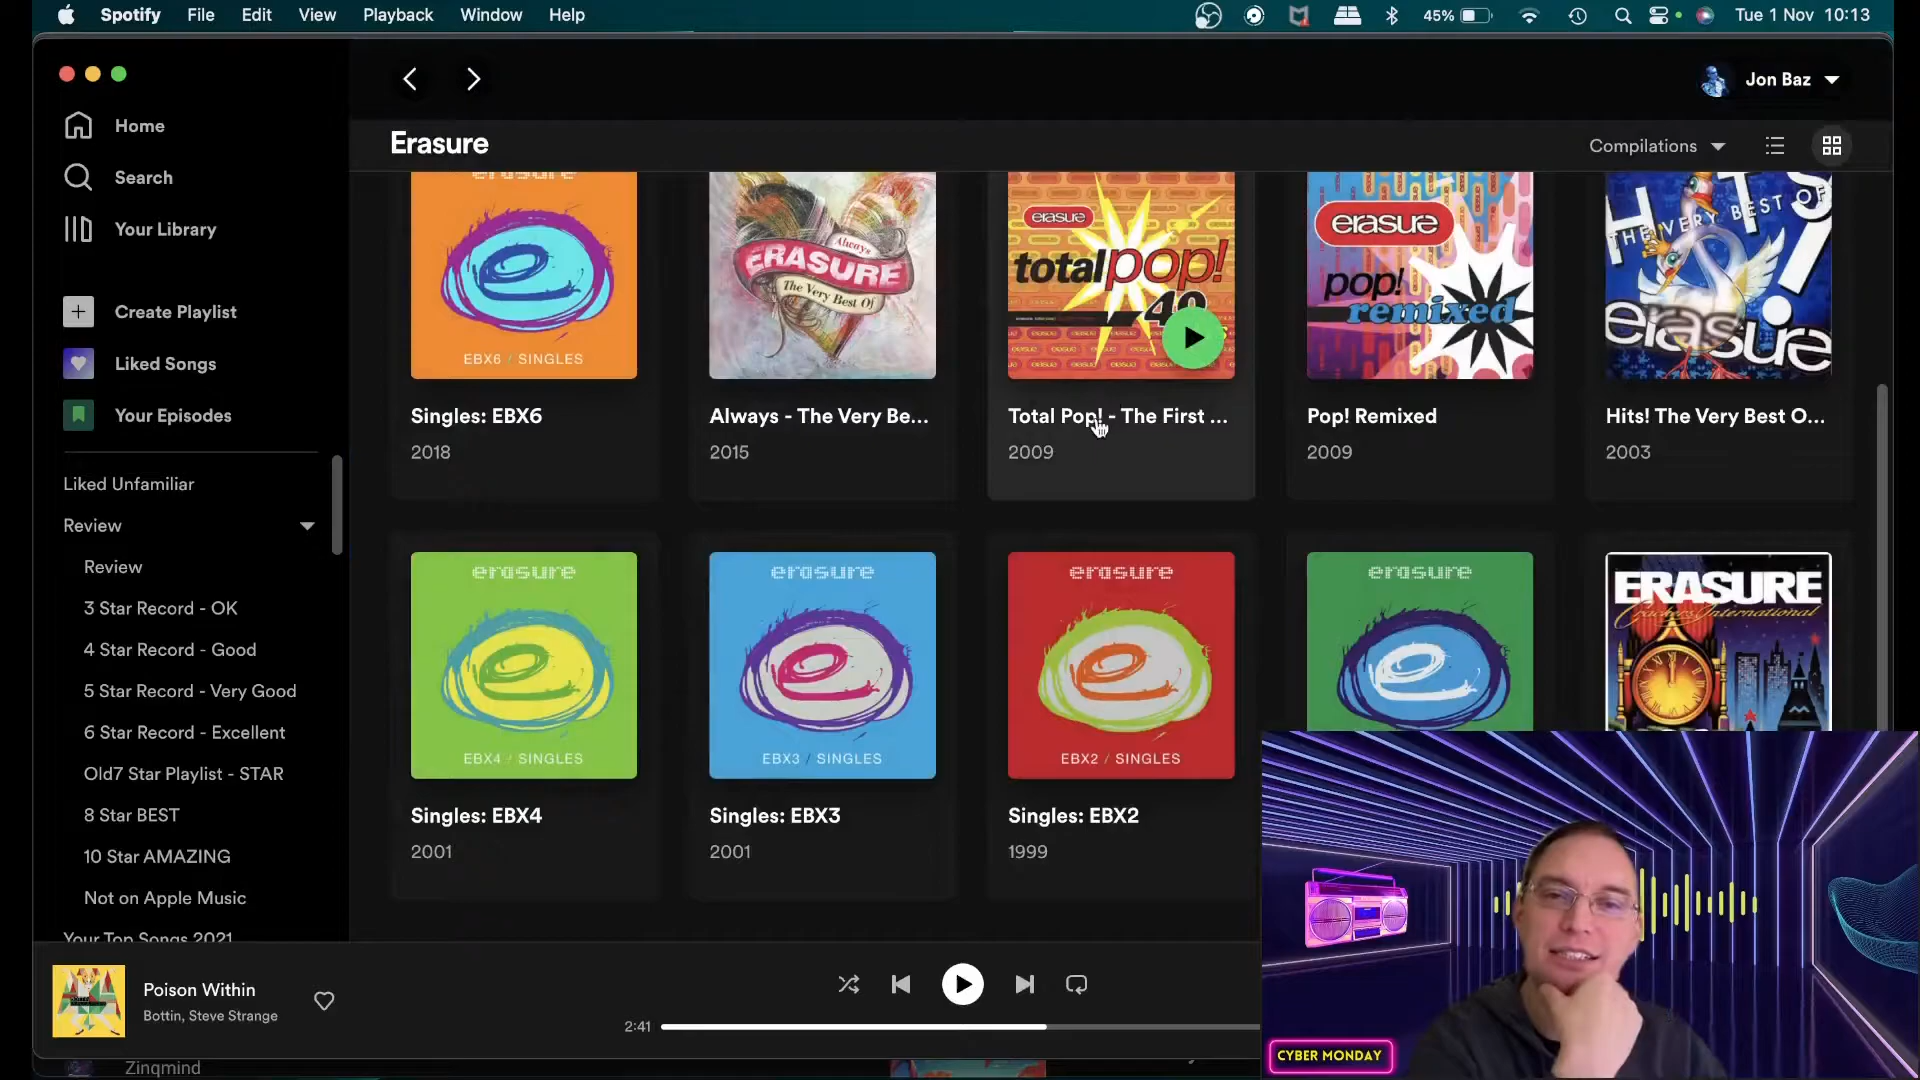 Spotify File Edit View Playback Window Help 45% Tue 1 Nov 10:13
Jon Baz
Home
Search
Your Library
Create Playlist
Liked Songs
Your Episodes
Liked Unfamiliar
Review
Review
3 Star Record - OK
4 Star Record - Good
5 Star Record - Very Good
6 Star Record - Excellent
Old7 Star Playlist - STAR
8 Star BEST
10 Star AMAZING
Not on Apple Music
Your Top Songs 2021
Erasure
Compilations
erasure
EBX6 / SINGLES
Always
ERASURE
The Very Best Of
erasure
total pop!
40
erasure
pop!
remixed
HITS!
THE VERY BEST OF
erasure
Singles: EBX6
2018
Always - The Very Be...
2015
Total Pop! - The First ...
2009
Pop! Remixed
2009
Hits! The Very Best O...
2003
erasure
EBX4 / SINGLES
erasure
EBX3 / SINGLES
erasure
EBX2 / SINGLES
erasure
ERASURE
Crackers International
Singles: EBX4
2001
Singles: EBX3
2001
Singles: EBX2
1999
Poison Within
Bottin, Steve Strange
2:41
CYBER MONDAY
Zinqmind